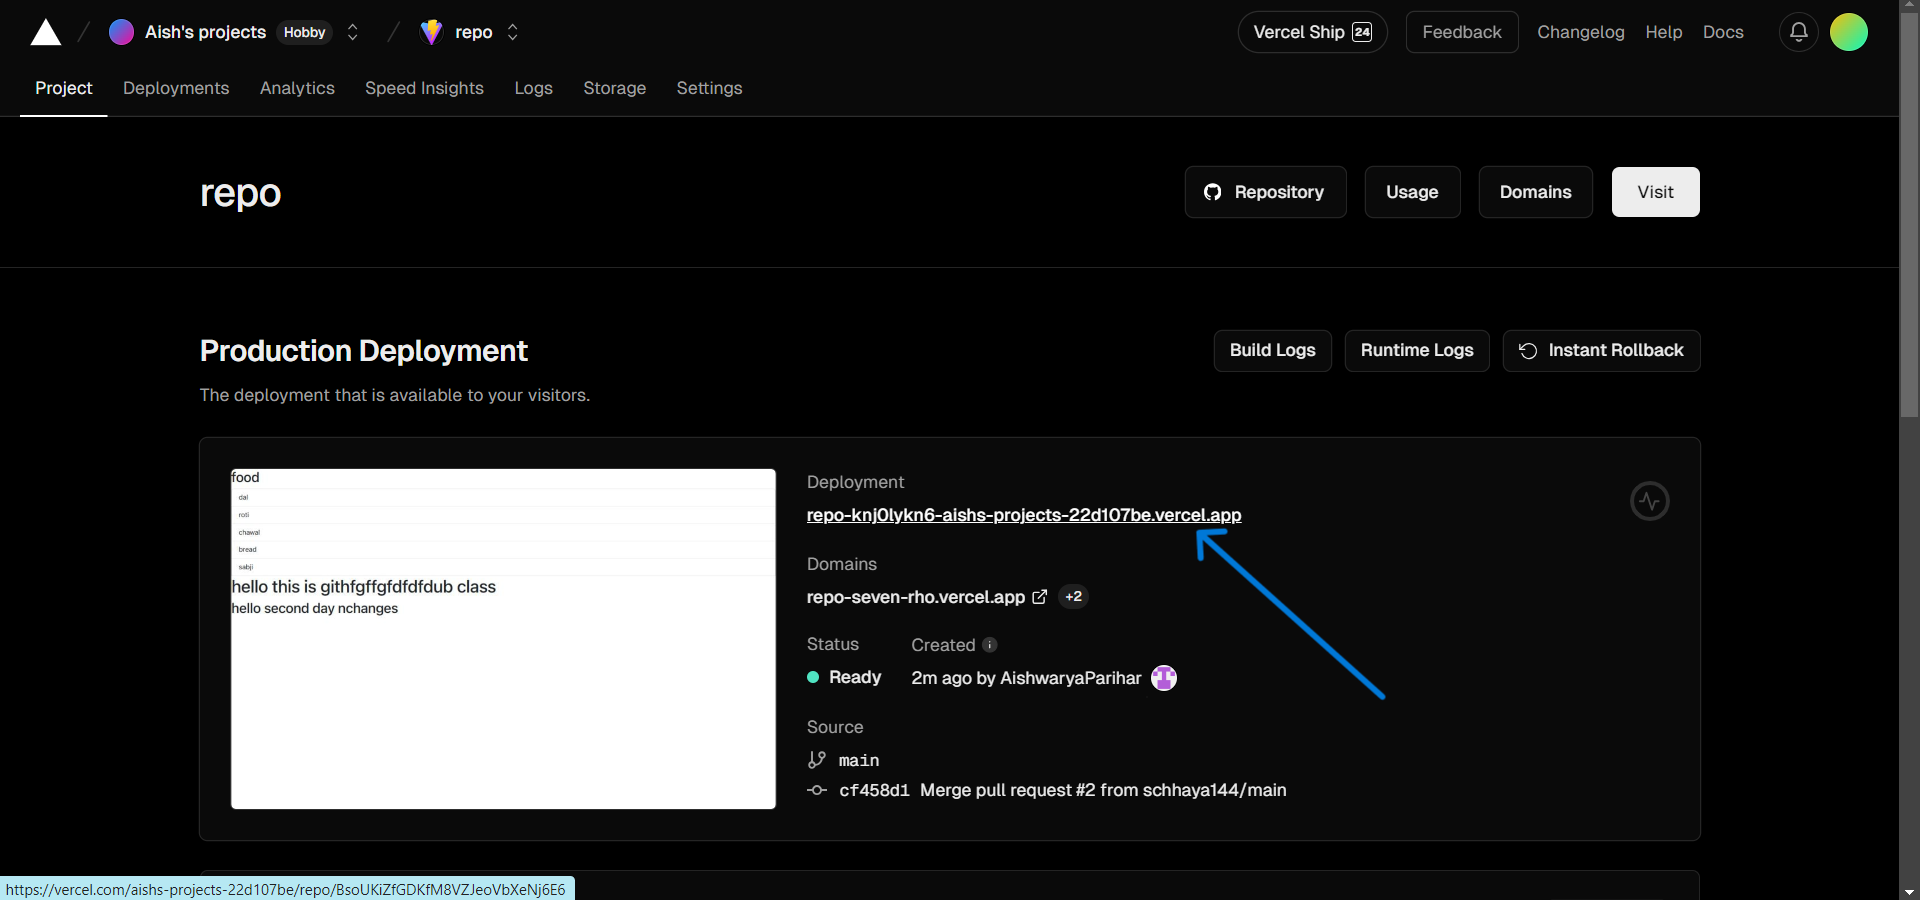 Aish's projects Hobby repo Vercel Ship 24 Feedback Changelog Help Docs
Project Deployments Analytics Speed Insights Logs Storage Settings
repo Repository Usage Domains Visit
Production Deployment Build Logs Runtime Logs Instant Rollback
The deployment that is available to your visitors.
food
dal
roti
chawal
bread
sabji
hello this is githfgffgfdfdfdub class
hello second day nchanges
Deployment
repo-knj0lykn6-aishs-projects-22d107be.vercel.app
Domains
repo-seven-rho.vercel.app +2
Status Created
Ready 2m ago by AishwaryaParihar
Source
main
cf458d1 Merge pull request #2 from schhaya144/main
https://vercel.com/aishs-projects-22d107be/repo/BsoUKiZfGDKfM8VZJeoVbXeNj6E6